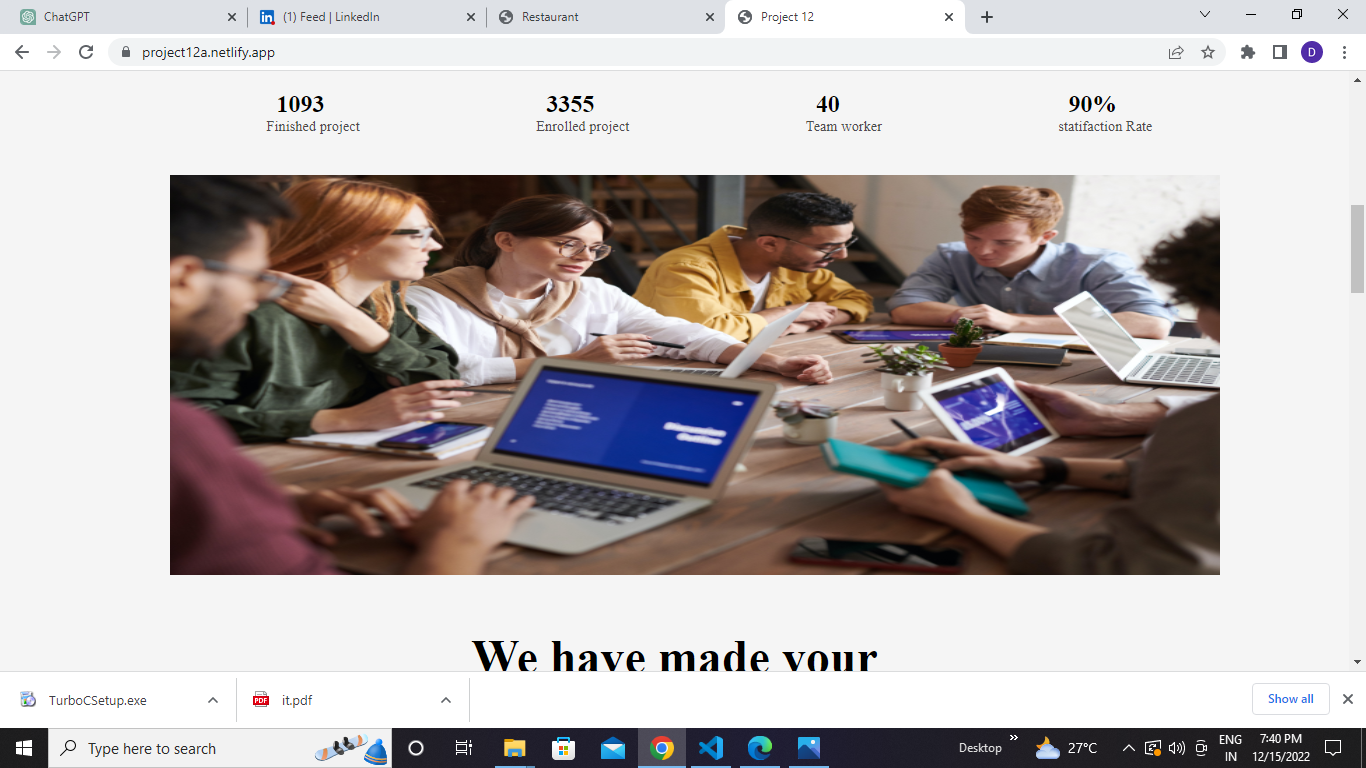 ChatGPT
(1) Feed | LinkedIn
Restaurant
Project 12
project12a.netlify.app
D
1093
3355
40
90%
Finished project
Enrolled project
Team worker
statifaction Rate
We have made your
TurboCSetup.exe
it.pdf
Show all
Type here to search
Desktop
27°C
ENG
IN
7:40 PM
12/15/2022